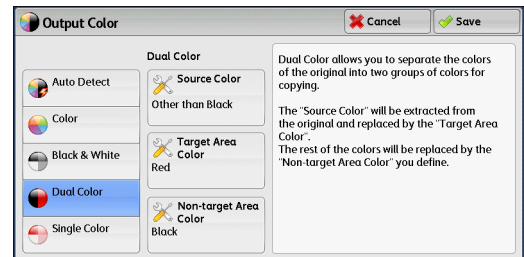 Output Color
Cancel
Save
Auto Detect
Color
Black & White
Dual Color
Single Color
Dual Color
Source Color
Other than Black
Target Area
Color
Red
Non-target Area
Color
Black
Dual Color allows you to separate the colors
of the original into two groups of colors for
copying.
The "Source Color" will be extracted from
the original and replaced by the "Target Area
Color".
The rest of the colors will be replaced by the
"Non-target Area Color" you define.